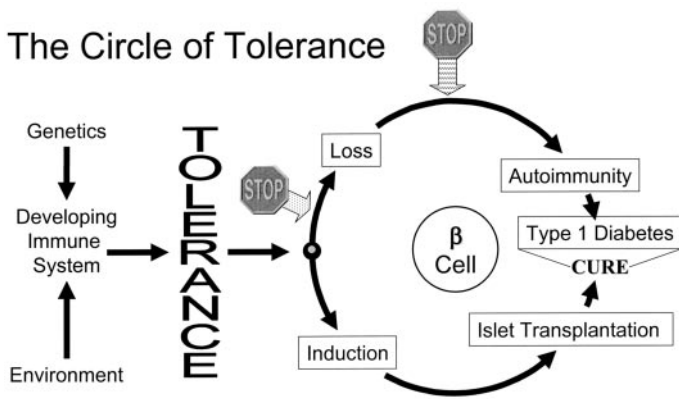 The Circle of Tolerance
STOP
Genetics
TOLERANCE
Loss
STOP
Autoimmunity
Developing
Immune
System
β
Cell
Type 1 Diabetes
CURE
Islet Transplantation
Induction
Environment